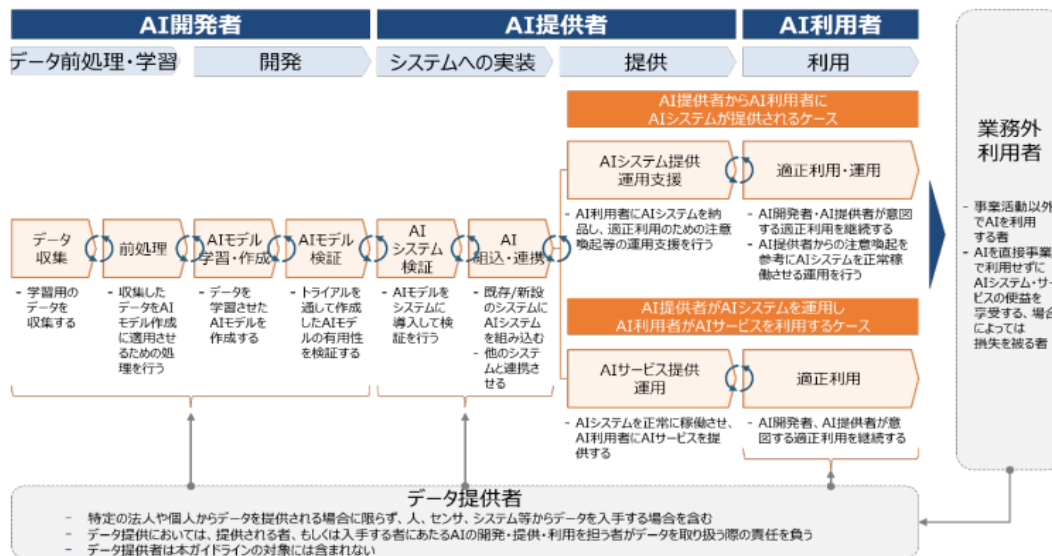 AI開発者
AI提供者
AI利用者
データ前処理・学習
開発
システムへの実装
提供
利用
AI提供者からAI利用者に
AIシステムが提供されるケース
AIシステム提供
運用支援
適正利用・運用
- AI利用者にAIシステムを納
品し、適正利用のための注意
喚起等の運用支援を行う
- AI開発者・AI提供者が意図
する適正利用を継続する
- AI提供者からの注意喚起を
参考にAIシステムを正常稼
働させる運用を行う
データ
収集
前処理
AIモデル
学習・作成
AIモデル
検証
AI
システム
検証
AI
組込・連携
- 学習用の
データを
収集する
- 収集した
データをAI
モデル作成
に適用させ
るための処
理を行う
- データを
学習させた
AIモデルを
作成する
- トライアルを
通して作成
したAIモデ
ルの有用性
を検証する
- AIモデルを
システムに
導入して検
証を行う
- 既存/新設
のシステムに
AIシステム
を組み込む
- 他のシステ
ムと連携さ
せる
AI提供者がAIシステムを運用し
AI利用者がAIサービスを利用するケース
AIサービス提供
運用
適正利用
- AIシステムを正常に稼働させ、
AI利用者にAIサービスを提
供する
- AI開発者、AI提供者が意
図する適正利用を継続する
業務外
利用者
- 事業活動以外
でAIを利用
する者
- AIを直接事業
で利用せずに
AIシステム・サー
ビスの便益を
享受する、場合
によっては
損失を被る者
データ提供者
- 特定の法人や個人からデータを提供される場合に限らず、人、センサ、システム等からデータを入手する場合を含む
- データ提供においては、提供される者、もしくは入手する者にあたるAIの開発・提供・利用を担う者がデータを取り扱う際の責任を負う
- データ提供者は本ガイドラインの対象には含まれない